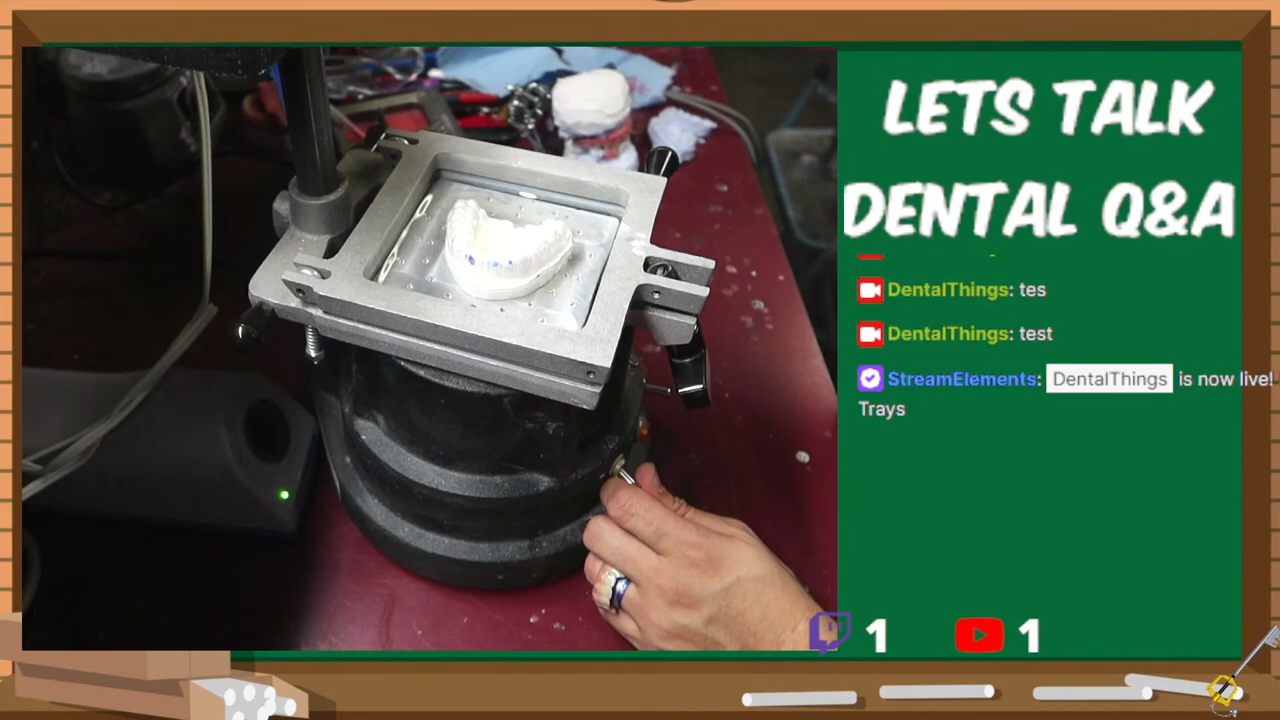 LETS TALK
DENTAL Q&A
DentalThings: tes
DentalThings: test
StreamElements: DentalThings is now live!
Trays
1 1